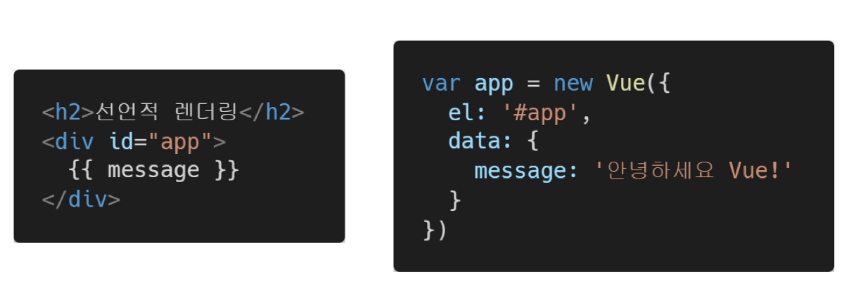 <h2>선언적 렌더링</h2>
<div id="app">
  {{ message }}
</div>
var app = new Vue({
  el: '#app',
  data: {
    message: '안녕하세요 Vue!'
  }
})